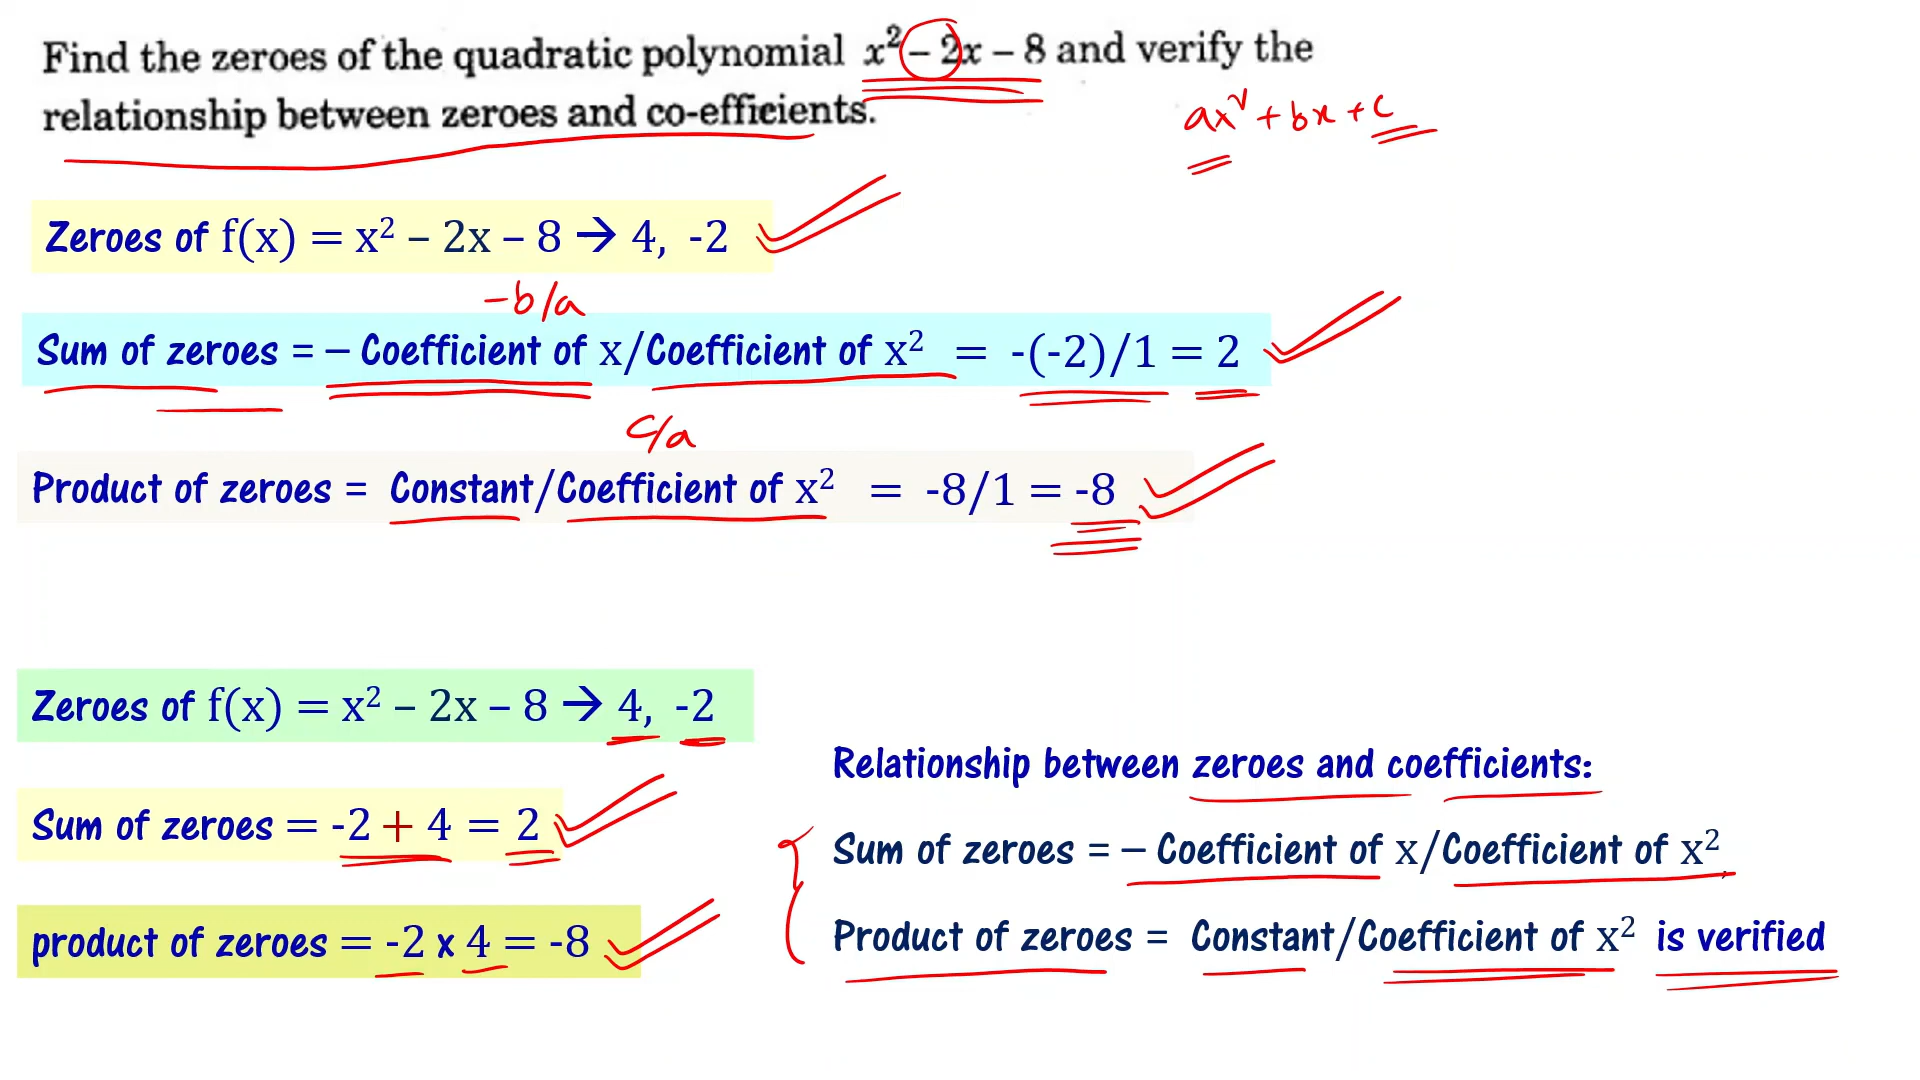 Find the zeroes of the quadratic polynomial x² – 2x – 8 and verify the
relationship between zeroes and co-efficients.
ax² + bx + c
Zeroes of f(x) = x² – 2x – 8 → 4, -2
-b/a
Sum of zeroes = – Coefficient of x/Coefficient of x² = -(-2)/1 = 2
c/a
Product of zeroes = Constant/Coefficient of x² = -8/1 = -8
Zeroes of f(x) = x² – 2x – 8 → 4, -2
Sum of zeroes = -2 + 4 = 2
product of zeroes = -2 x 4 = -8
Relationship between zeroes and coefficients:
Sum of zeroes = – Coefficient of x/Coefficient of x²,
Product of zeroes = Constant/Coefficient of x² is verified